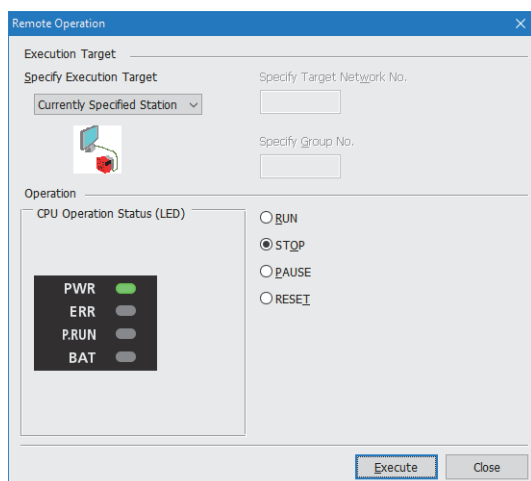 Remote Operation
Execution Target
Specify Execution Target
Specify Target Network No.
Currently Specified Station
Specify Group No.
Operation
CPU Operation Status (LED)
RUN
STOP
PAUSE
RESET
PWR
ERR
P.RUN
BAT
Execute
Close